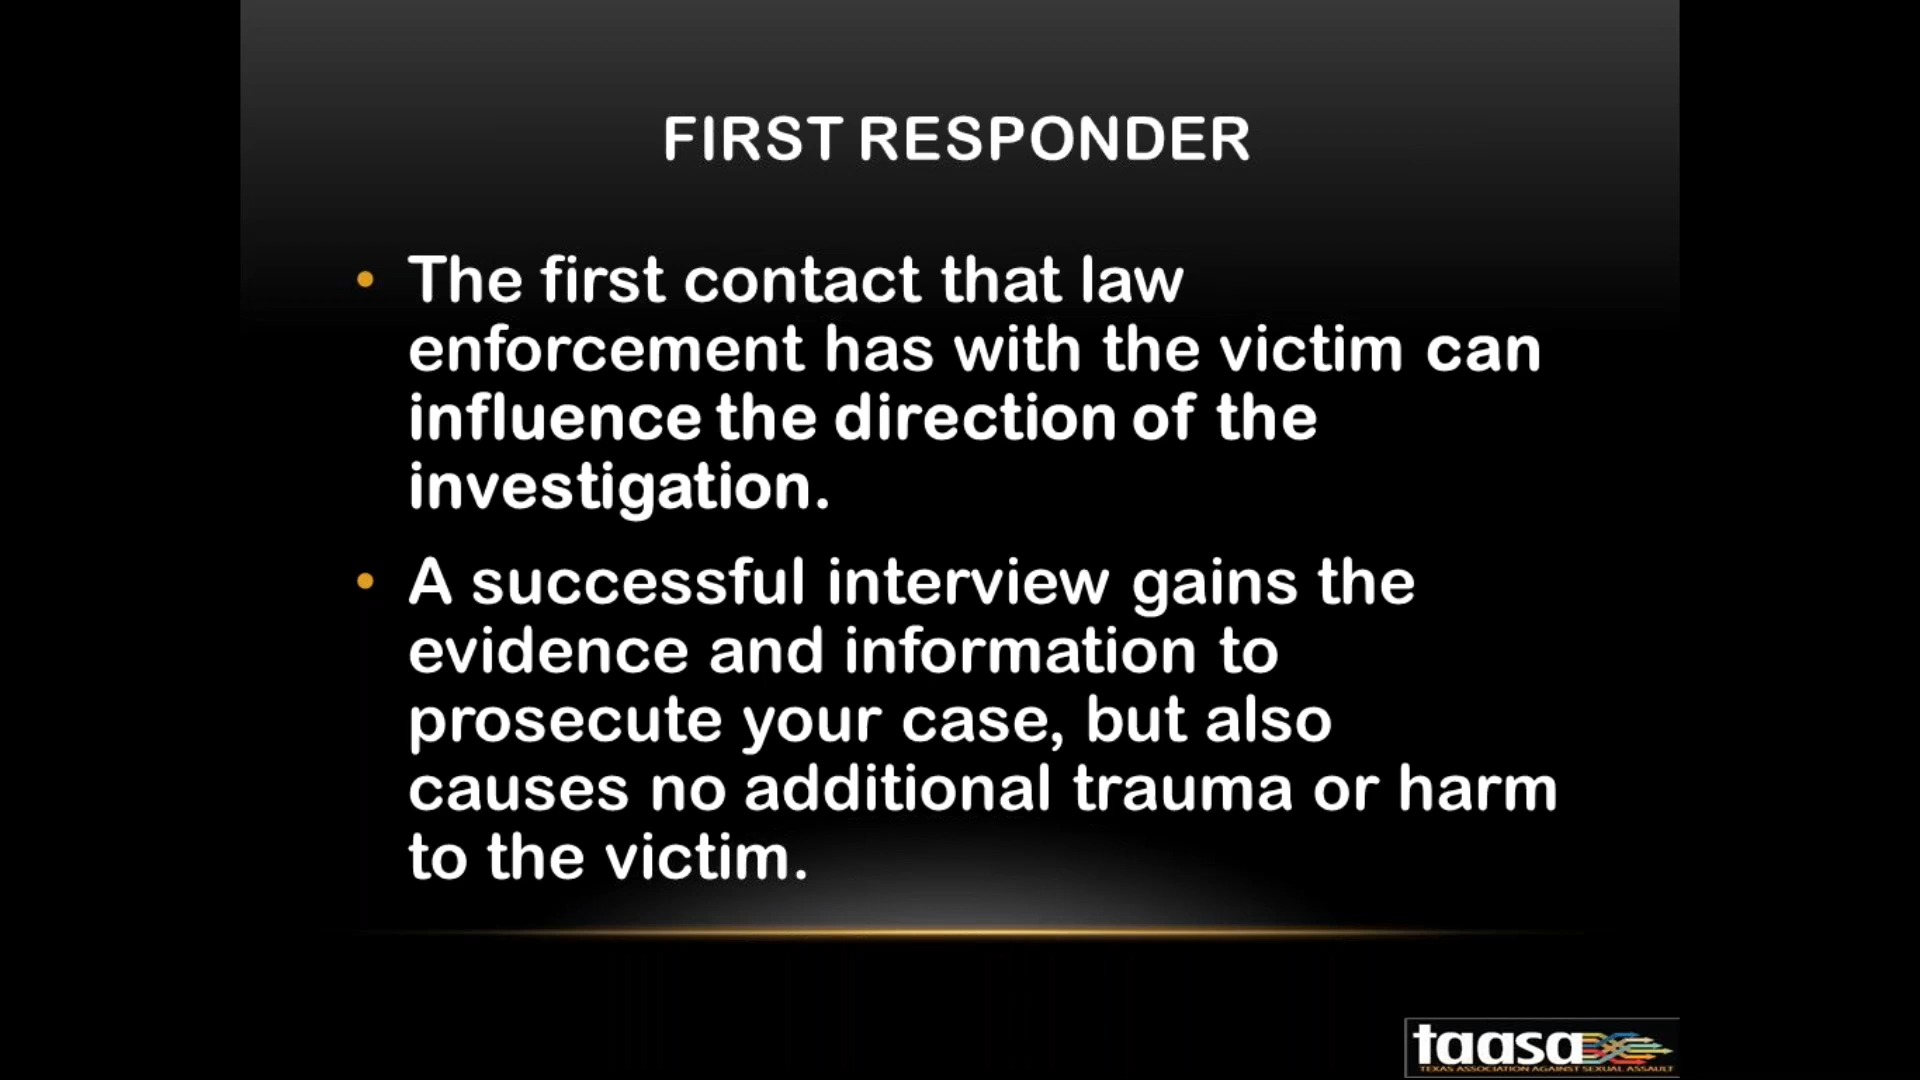 FIRST RESPONDER
• The first contact that law
enforcement has with the victim can
influence the direction of the
investigation.
• A successful interview gains the
evidence and information to
prosecute your case, but also
causes no additional trauma or harm
to the victim.
taasa
TEXAS ASSOCIATION AGAINST SEXUAL ASSAULT